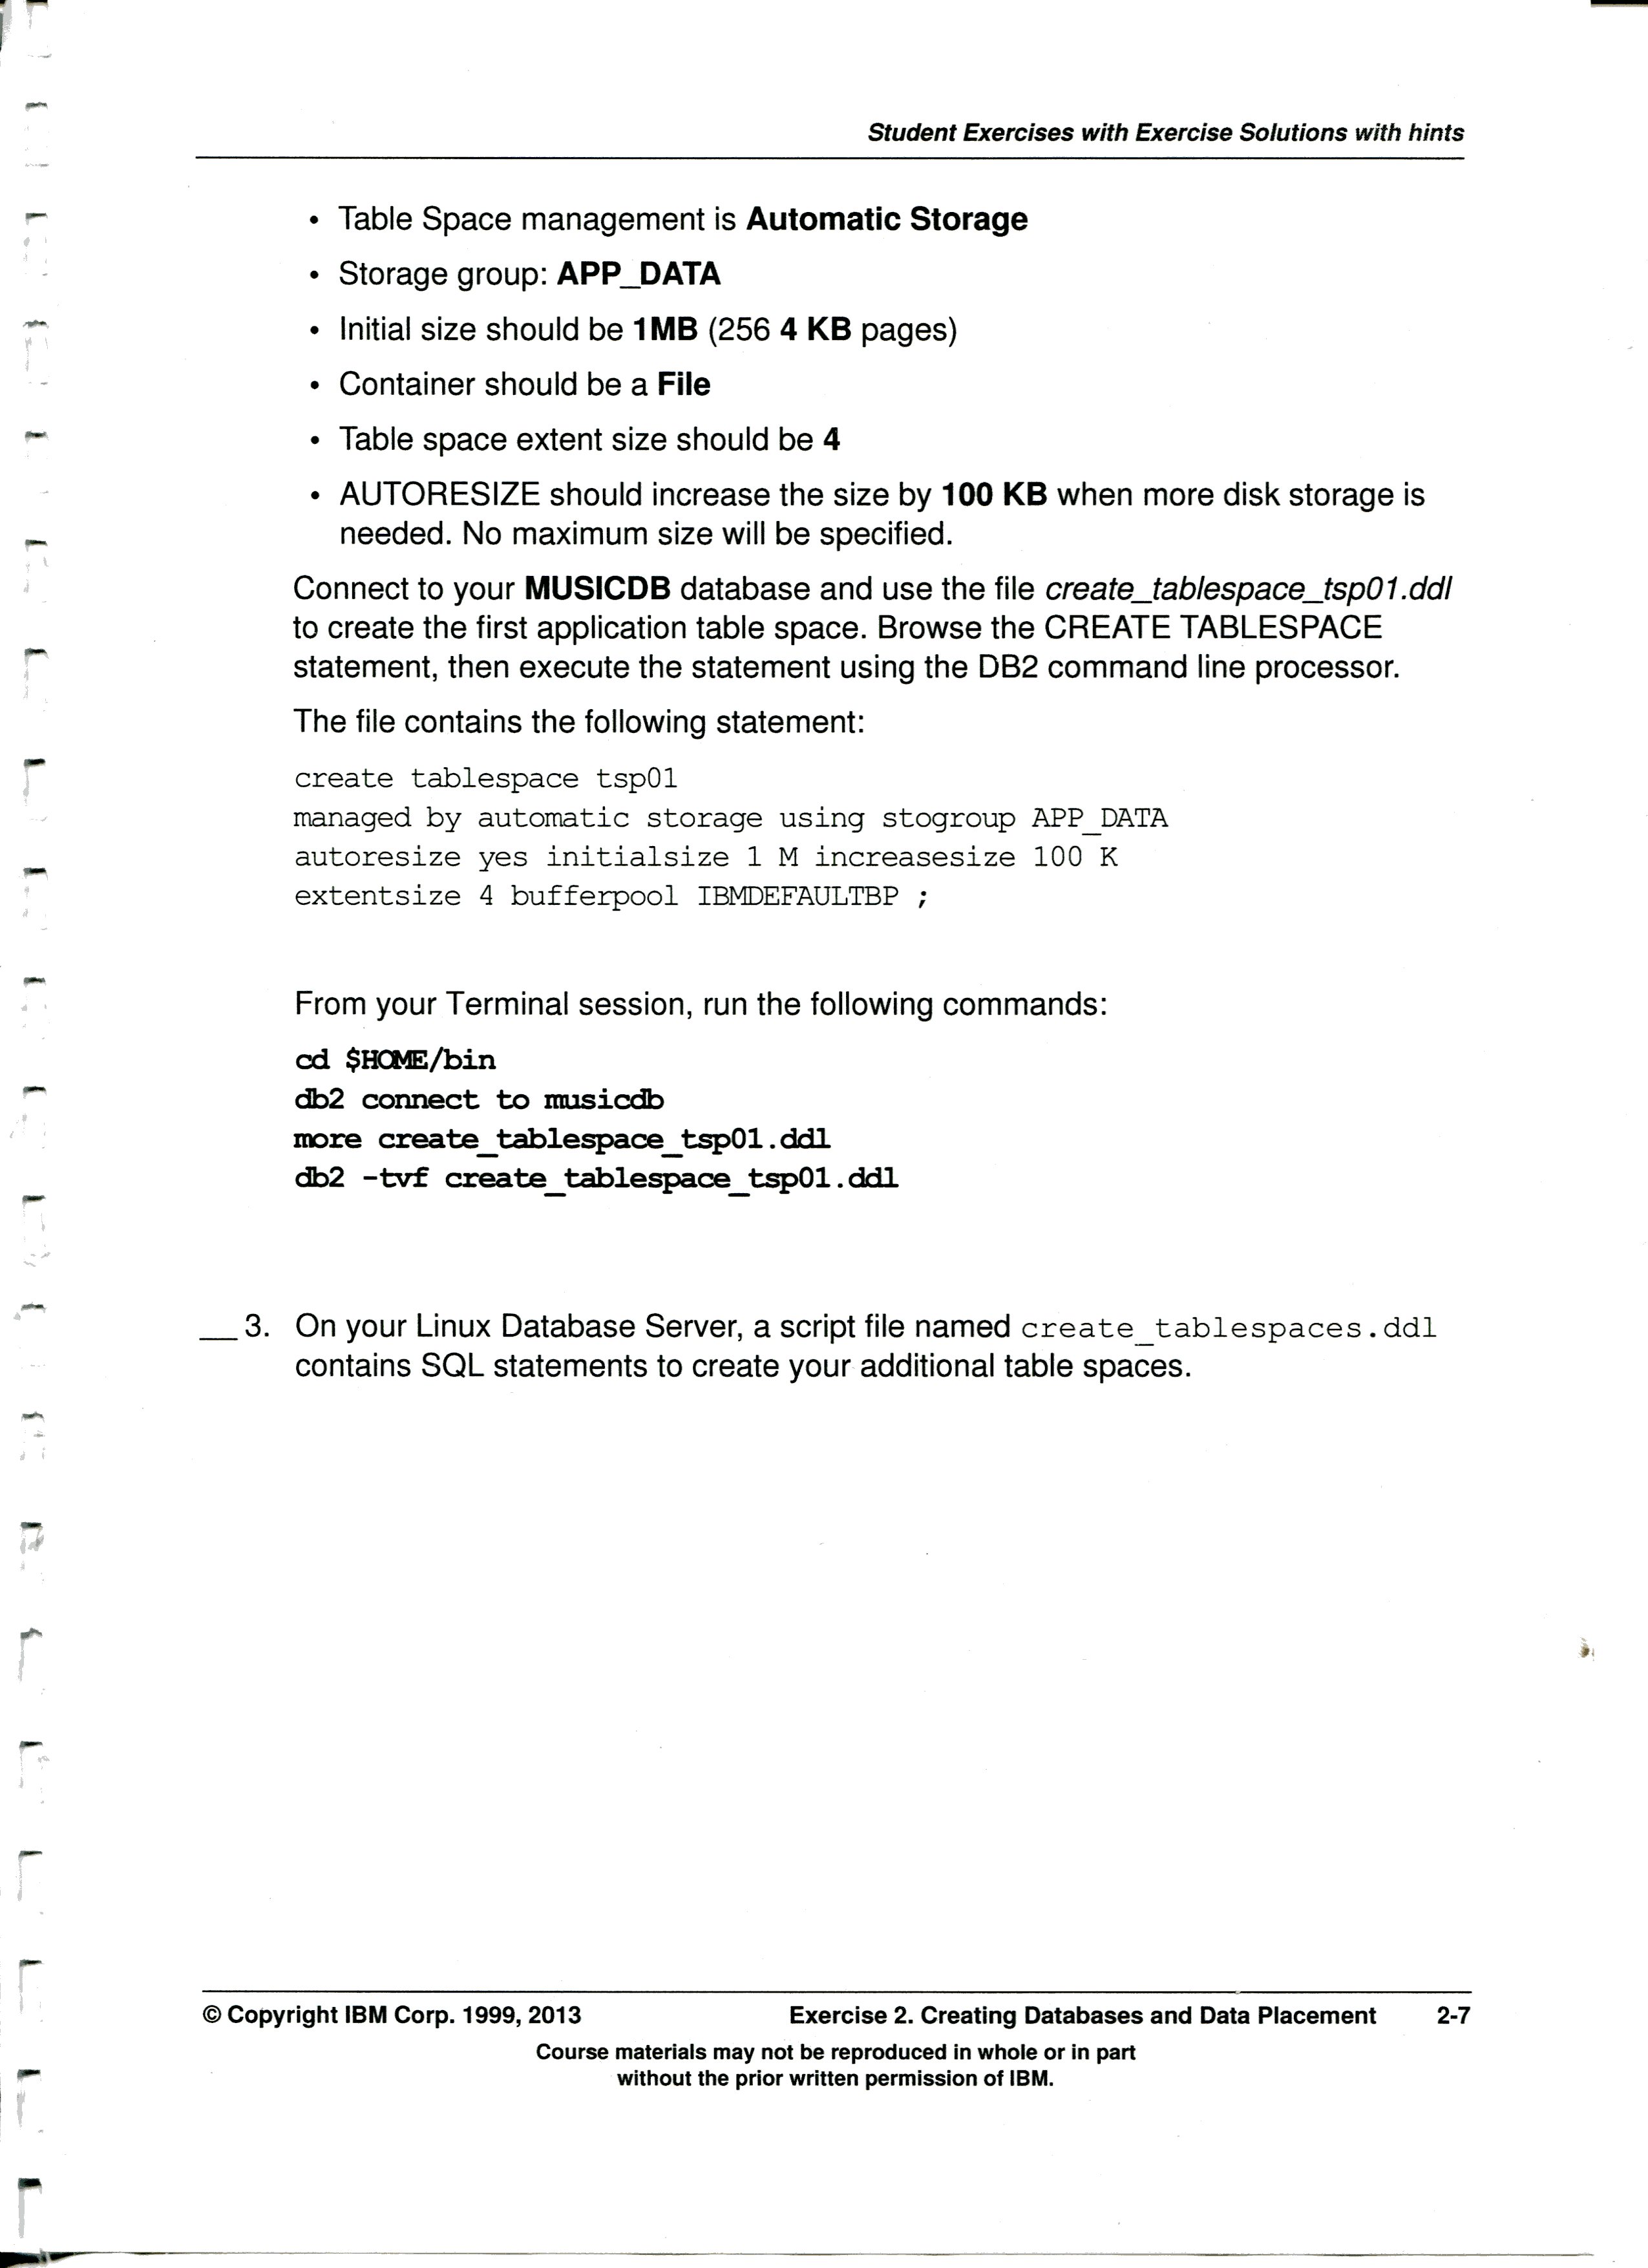 Student Exercises with Exercise Solutions with hints
• Table Space management is Automatic Storage
• Storage group: APP_DATA
• Initial size should be 1MB (256 4 KB pages)
• Container should be a File
• Table space extent size should be 4
• AUTORESIZE should increase the size by 100 KB when more disk storage is
needed. No maximum size will be specified.
Connect to your MUSICDB database and use the file create_tablespace_tsp01.ddl
to create the first application table space. Browse the CREATE TABLESPACE
statement, then execute the statement using the DB2 command line processor.
The file contains the following statement:
create tablespace tsp01
managed by automatic storage using stogroup APP_DATA
autoresize yes initialsize 1 M increasesize 100 K
extentsize 4 bufferpool IBMDEFAULTBP ;
From your Terminal session, run the following commands:
cd $HOME/bin
db2 connect to musicdb
more create_tablespace_tsp01.ddl
db2 -tvf create_tablespace_tsp01.ddl
__ 3. On your Linux Database Server, a script file named create_tablespaces.ddl
contains SQL statements to create your additional table spaces.
© Copyright IBM Corp. 1999, 2013 Exercise 2. Creating Databases and Data Placement 2-7
Course materials may not be reproduced in whole or in part
without the prior written permission of IBM.